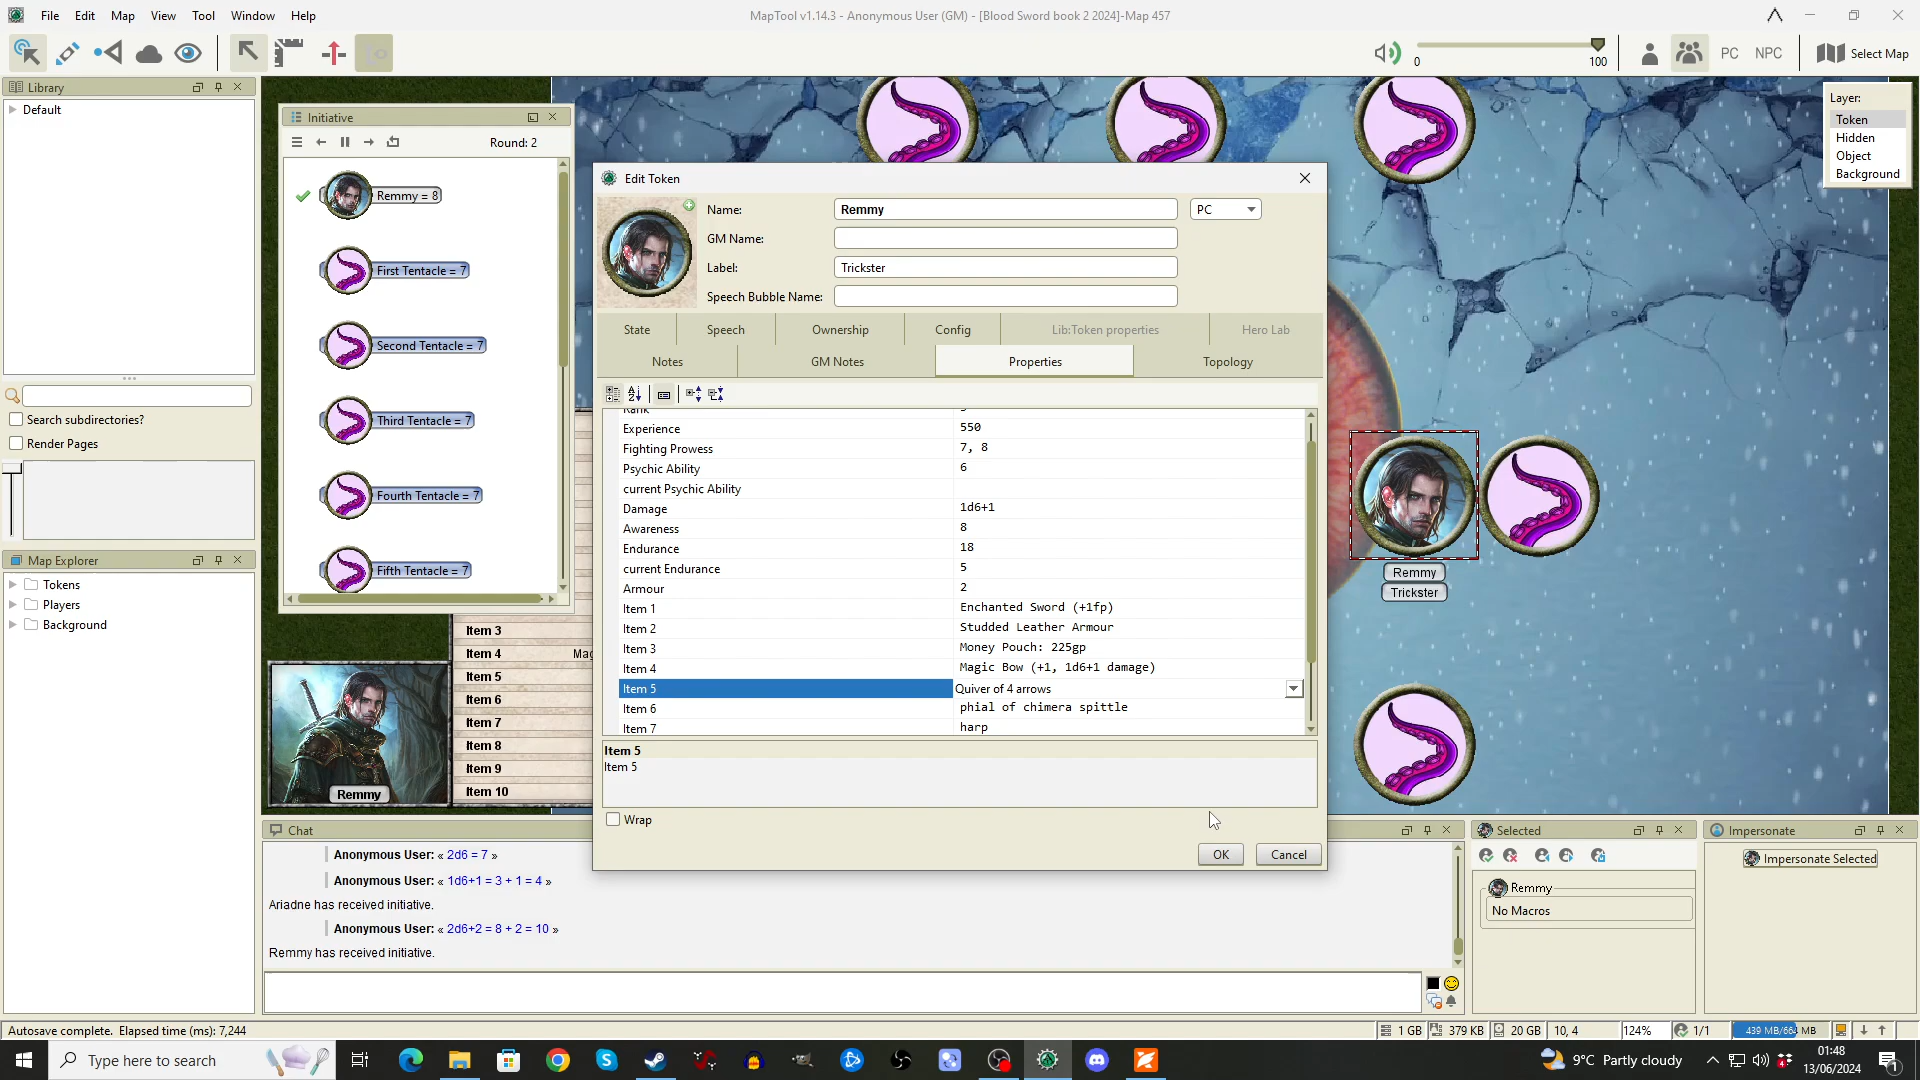 File Edit Map View Tool Window Help
MapTool v1.14.3 - Anonymous User (GM) - [Blood Sword book 2 2024]-Map 457
0 100 PC NPC Select Map
Library
Default
Search subdirectories?
Render Pages
Map Explorer
Tokens
Players
Background
Initiative
Round: 2
Remmy = 8
First Tentacle = 7
Second Tentacle = 7
Third Tentacle = 7
Fourth Tentacle = 7
Fifth Tentacle = 7
Item 3
Item 4
Item 5
Item 6
Item 7
Item 8
Item 9
Item 10
Remmy
Edit Token
Name: Remmy PC
GM Name:
Label: Trickster
Speech Bubble Name:
State Speech Ownership Config Lib:Token properties Hero Lab
Notes GM Notes Properties Topology
Experience 550
Fighting Prowess 7, 8
Psychic Ability 6
current Psychic Ability
Damage 1d6+1
Awareness 8
Endurance 18
current Endurance 5
Armour 2
Item 1 Enchanted Sword (+1fp)
Item 2 Studded Leather Armour
Item 3 Money Pouch: 225gp
Item 4 Magic Bow (+1, 1d6+1 damage)
Item 5 Quiver of 4 arrows
Item 6 phial of chimera spittle
Item 7 harp
Item 5
Item 5
Wrap
OK Cancel
Layer:
Token
Hidden
Object
Background
Remmy
Trickster
Chat
Anonymous User: « 2d6 = 7 »
Anonymous User: « 1d6+1 = 3 + 1 = 4 »
Ariadne has received initiative.
Anonymous User: « 2d6+2 = 8 + 2 = 10 »
Remmy has received initiative.
Selected
Remmy
No Macros
Impersonate
Impersonate Selected
Autosave complete. Elapsed time (ms): 7,244
1 GB 379 KB 20 GB 10, 4 124% 1/1 439 MB/664 MB
Type here to search
9°C Partly cloudy
01:48
13/06/2024
1